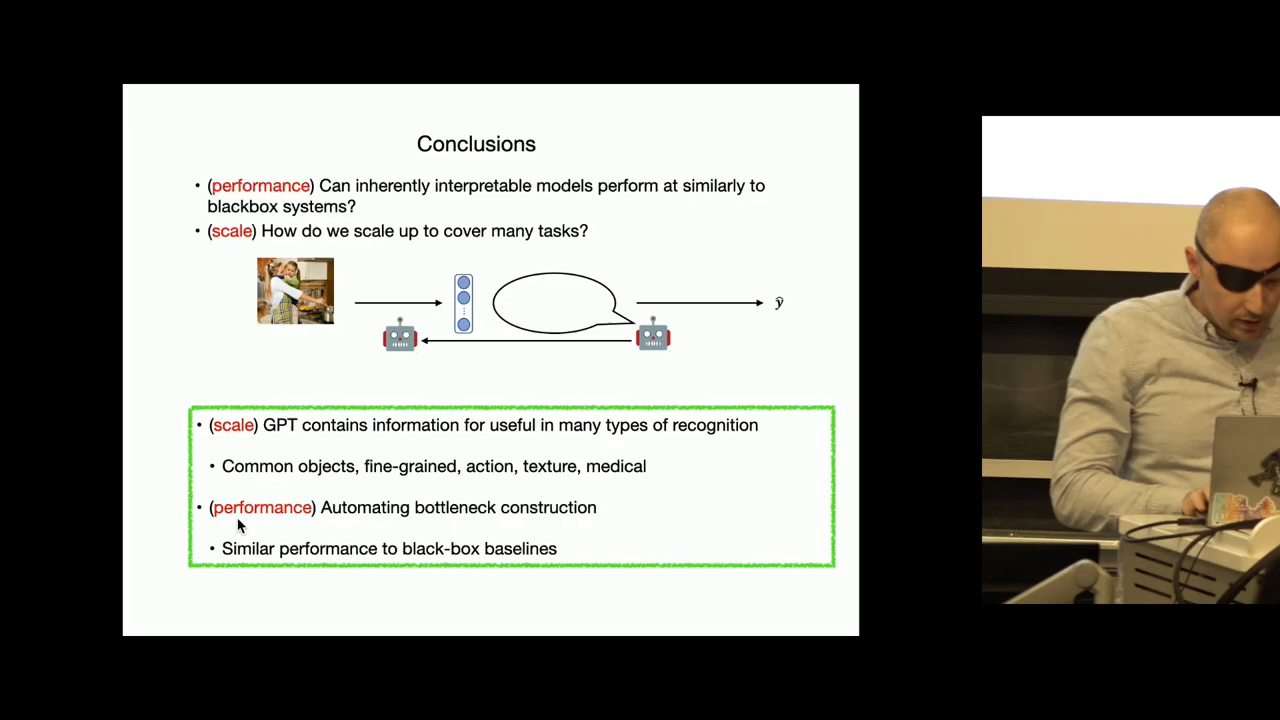 Conclusions
• (performance) Can inherently interpretable models perform at similarly to
blackbox systems?
• (scale) How do we scale up to cover many tasks?
ŷ
• (scale) GPT contains information for useful in many types of recognition
• Common objects, fine-grained, action, texture, medical
• (performance) Automating bottleneck construction
• Similar performance to black-box baselines